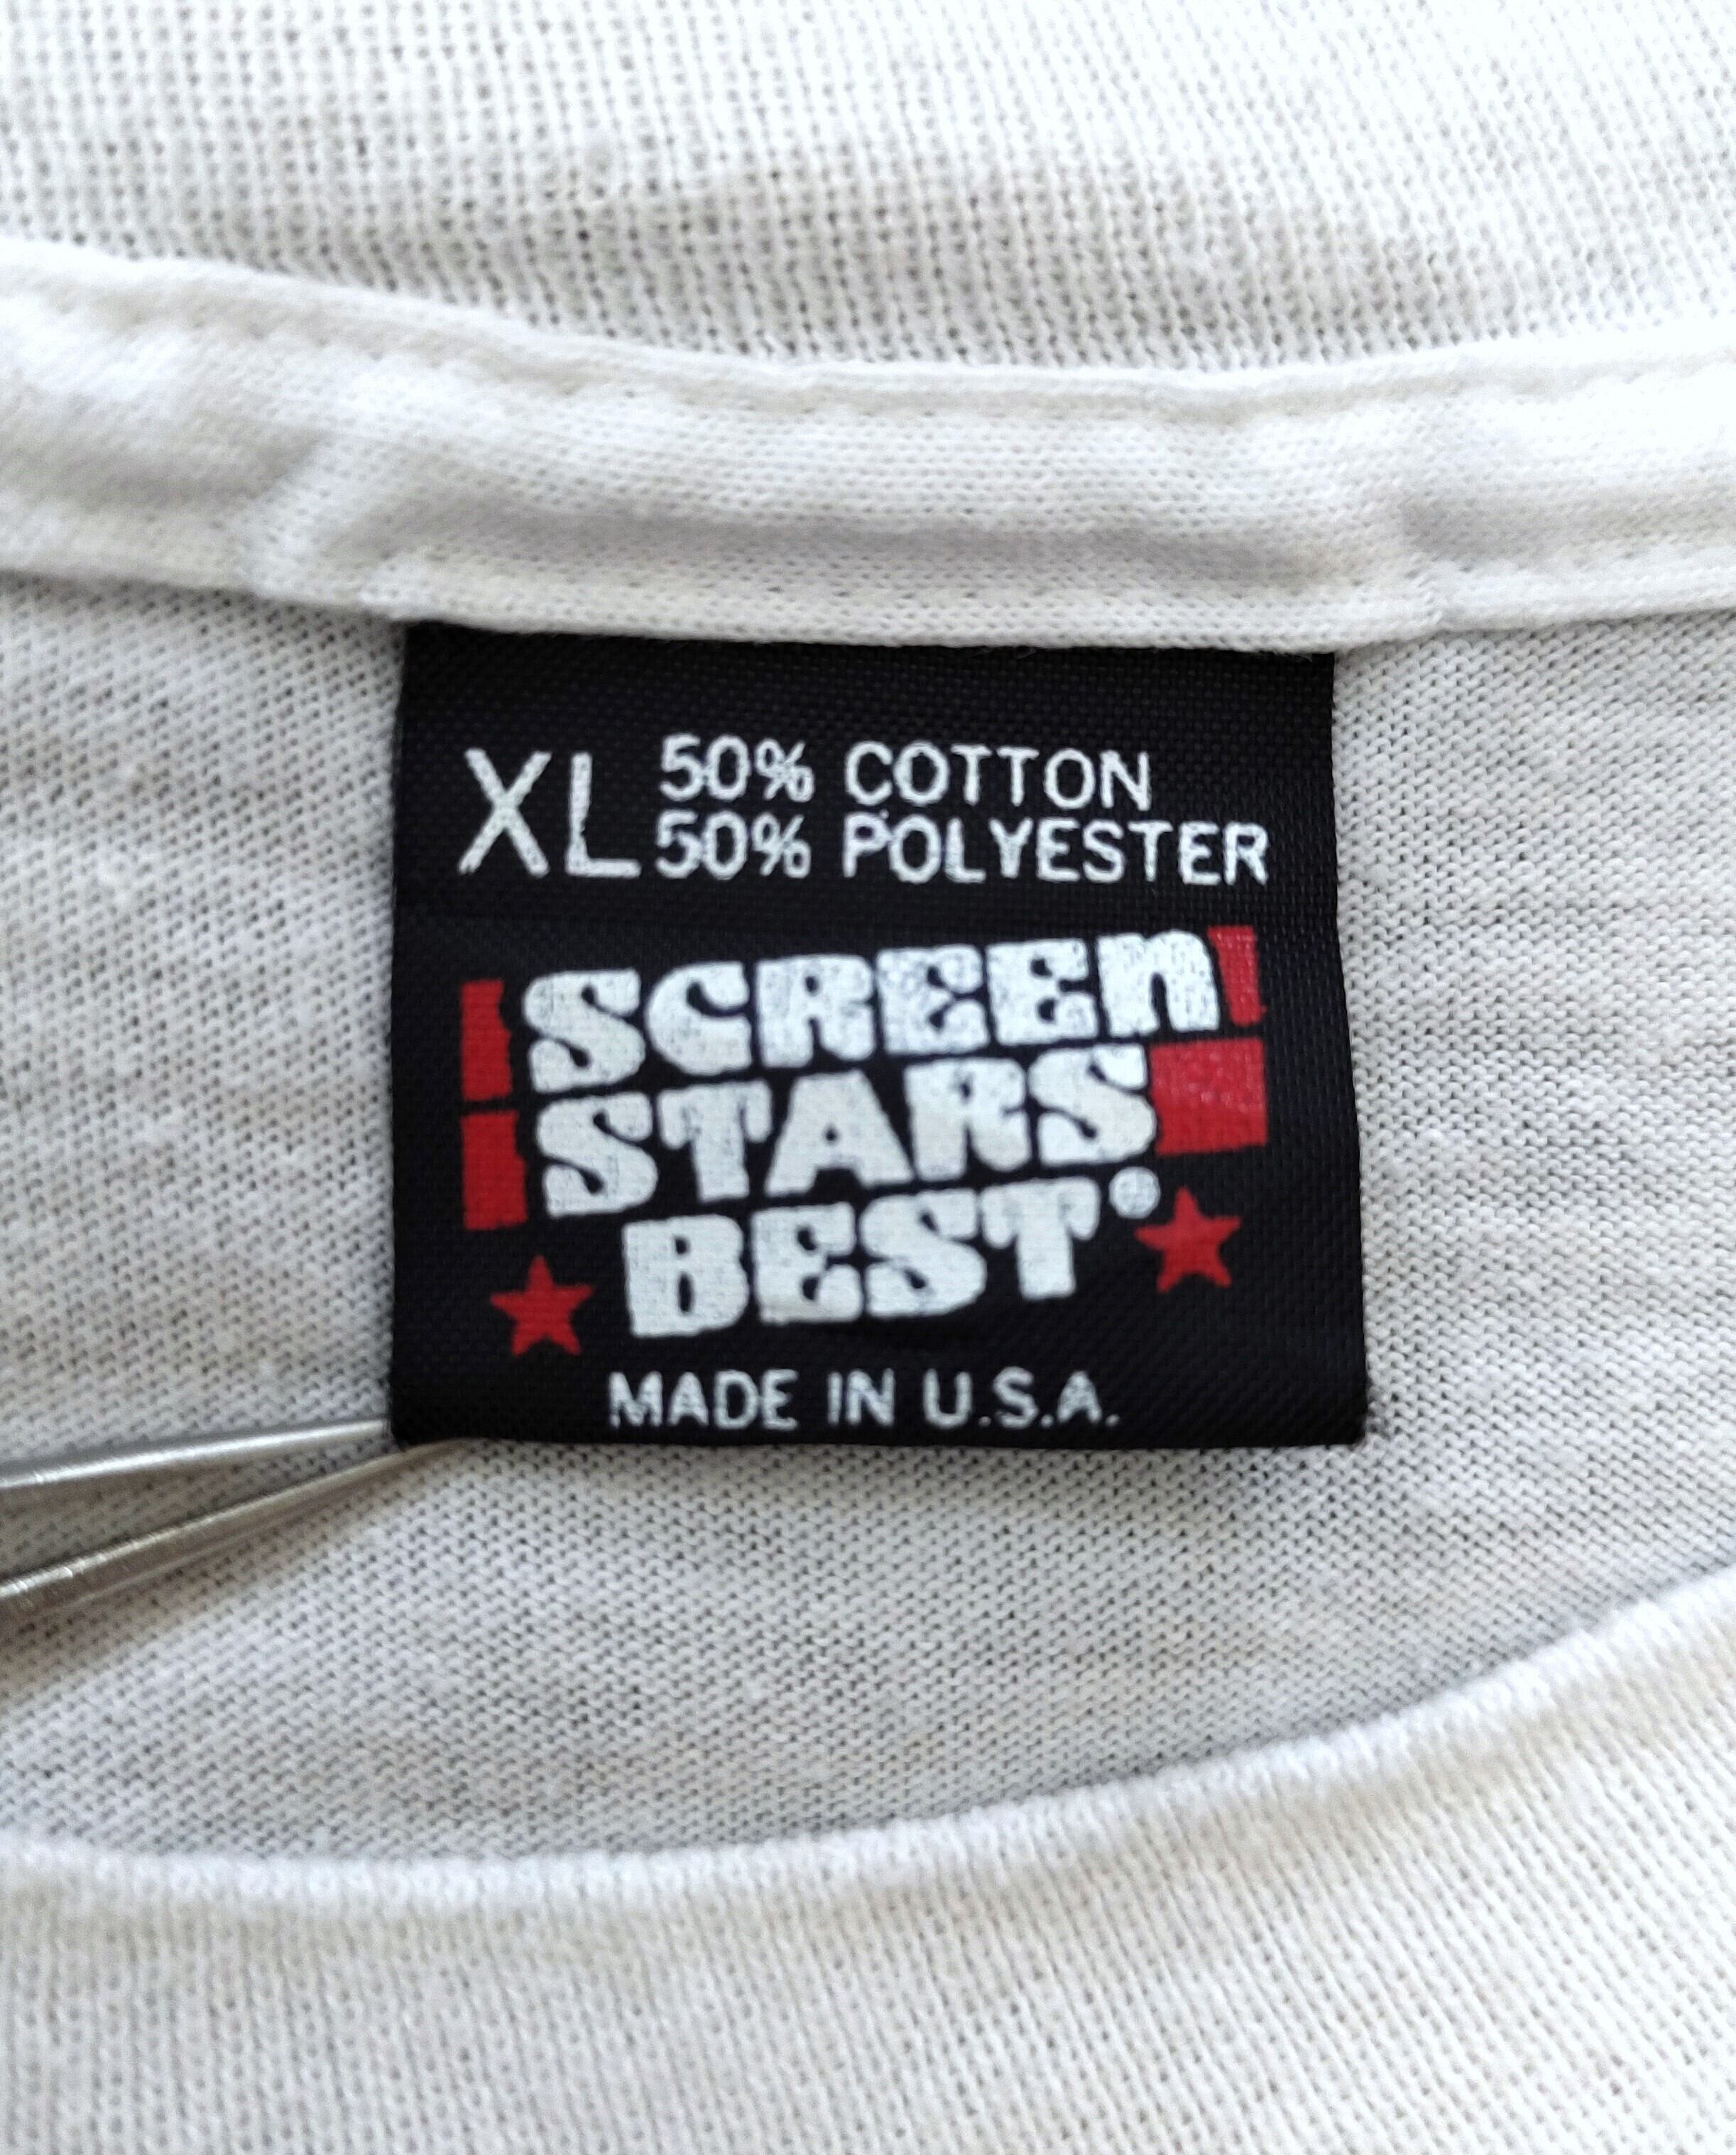 XL 50% COTTON
50% POLYESTER
SCREEn
STARS
BEST®
MADE IN U.S.A.